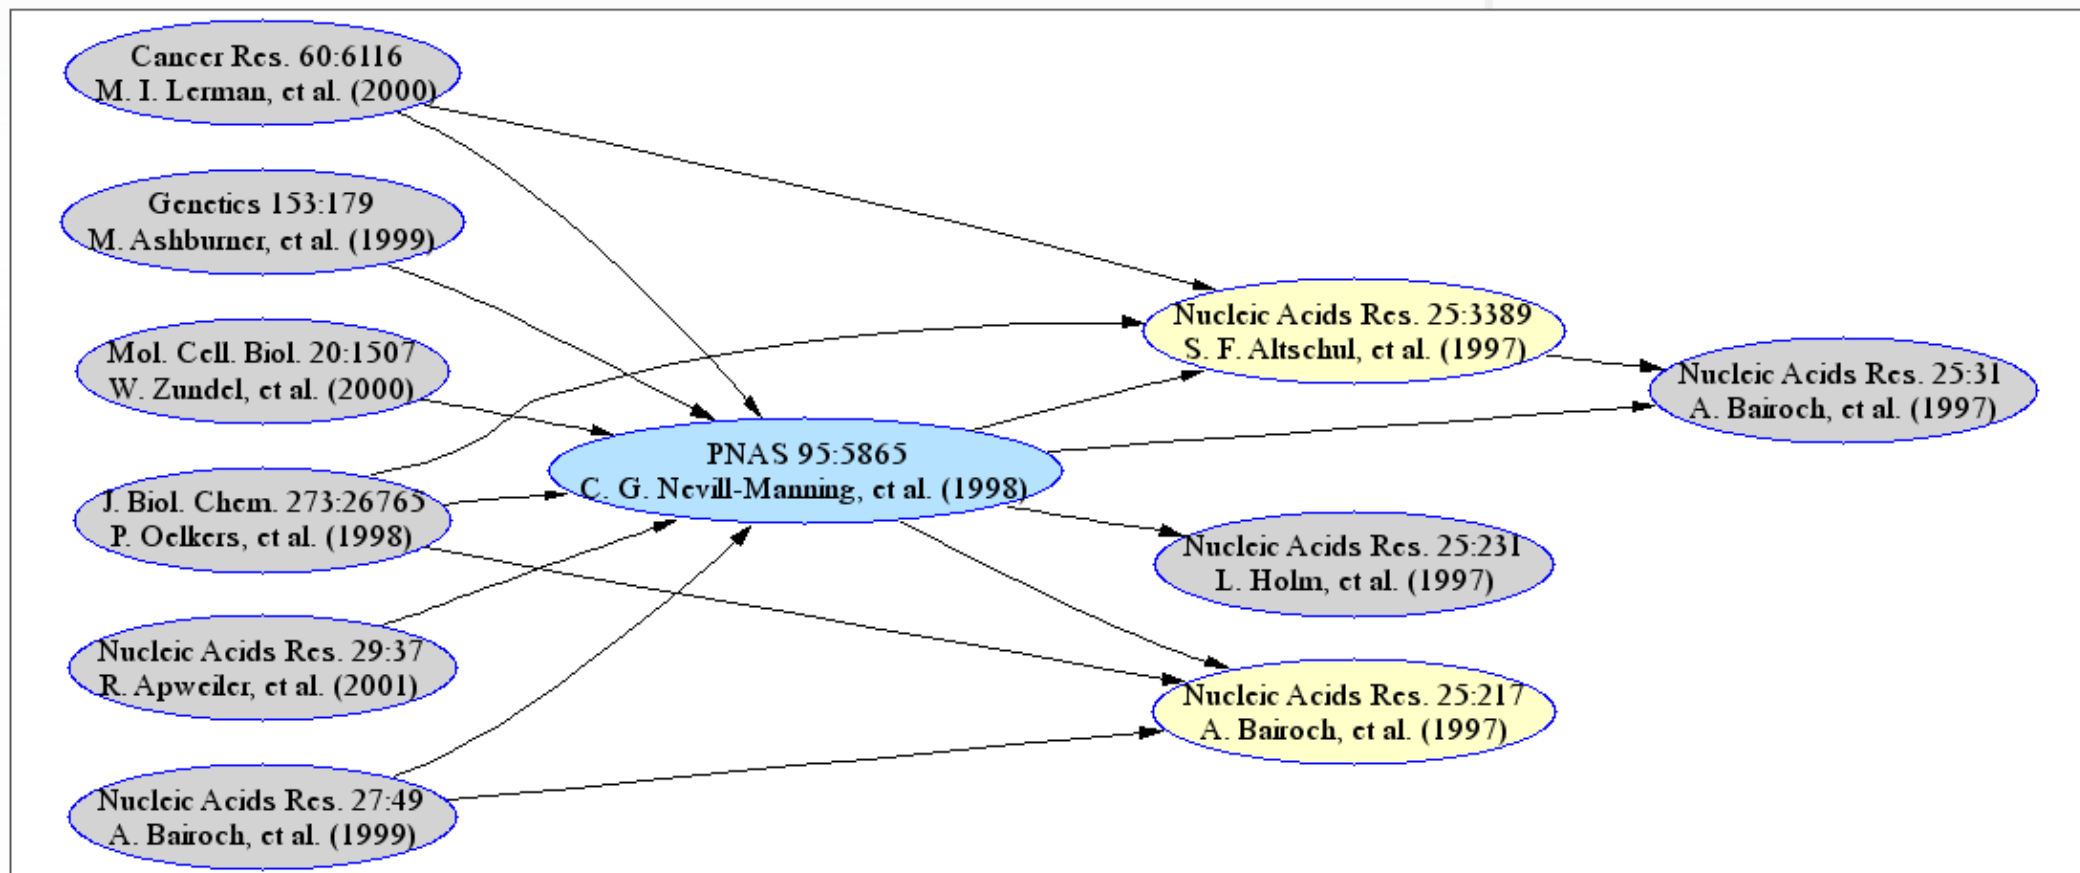 Cancer Res. 60:6116
M. I. Lerman, et al. (2000)
Genetics 153:179
M. Ashburner, et al. (1999)
Mol. Cell. Biol. 20:1507
W. Zundel, et al. (2000)
J. Biol. Chem. 273:26765
P. Oelkers, et al. (1998)
Nucleic Acids Res. 29:37
R. Apweiler, et al. (2001)
Nucleic Acids Res. 27:49
A. Bairoch, et al. (1999)
PNAS 95:5865
C. G. Nevill-Manning, et al. (1998)
Nucleic Acids Res. 25:3389
S. F. Altschul, et al. (1997)
Nucleic Acids Res. 25:231
L. Holm, et al. (1997)
Nucleic Acids Res. 25:217
A. Bairoch, et al. (1997)
Nucleic Acids Res. 25:31
A. Bairoch, et al. (1997)